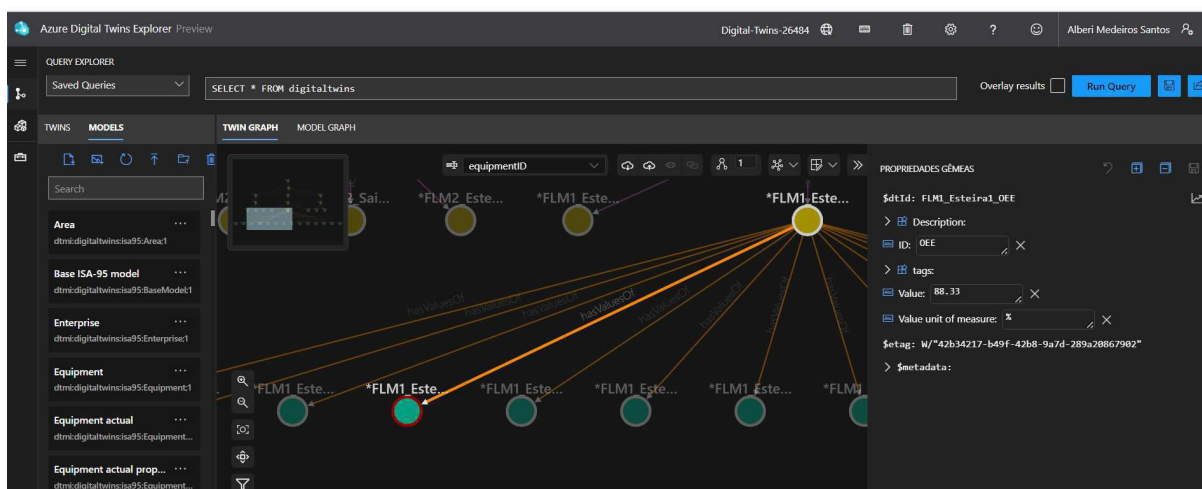 Azure Digital Twins Explorer Preview
Digital-Twins-26484
?
Alberi Medeiros Santos
QUERY EXPLORER
Saved Queries
SELECT * FROM digitaltwins
Overlay results
Run Query
TWINS MODELS
TWIN GRAPH MODEL GRAPH
Search
Area ...
dtmi:digitaltwins:isa95:Area;1
Base ISA-95 model ...
dtmi:digitaltwins:isa95:BaseModel;1
Enterprise ...
dtmi:digitaltwins:isa95:Enterprise;1
Equipment ...
dtmi:digitaltwins:isa95:Equipment;1
Equipment actual ...
dtmi:digitaltwins:isa95:Equipment...
Equipment actual prop... ...
dtmi:digitaltwins:isa95:Equipment...
equipmentID
1
Sai...
*FLM2_Este...
*FLM1_Este...
*FLM1_Este...
hasValuesOf
hasValuesOf
hasValuesOf
hasValuesOf
hasValuesOf
hasValuesOf
hasValuesOf
*FLM1_Este...
*FLM1_Este...
*FLM1_Este...
*FLM1_Este...
*FLM1_Este...
*FLM1
PROPRIEDADES GÊMEAS
$dtId: FLM1_Esteira1_OEE
Description:
ID: OEE
tags:
Value: 88.33
Value unit of measure: %
$etag: W/"42b34217-b49f-42b8-9a7d-289a20867902"
$metadata: